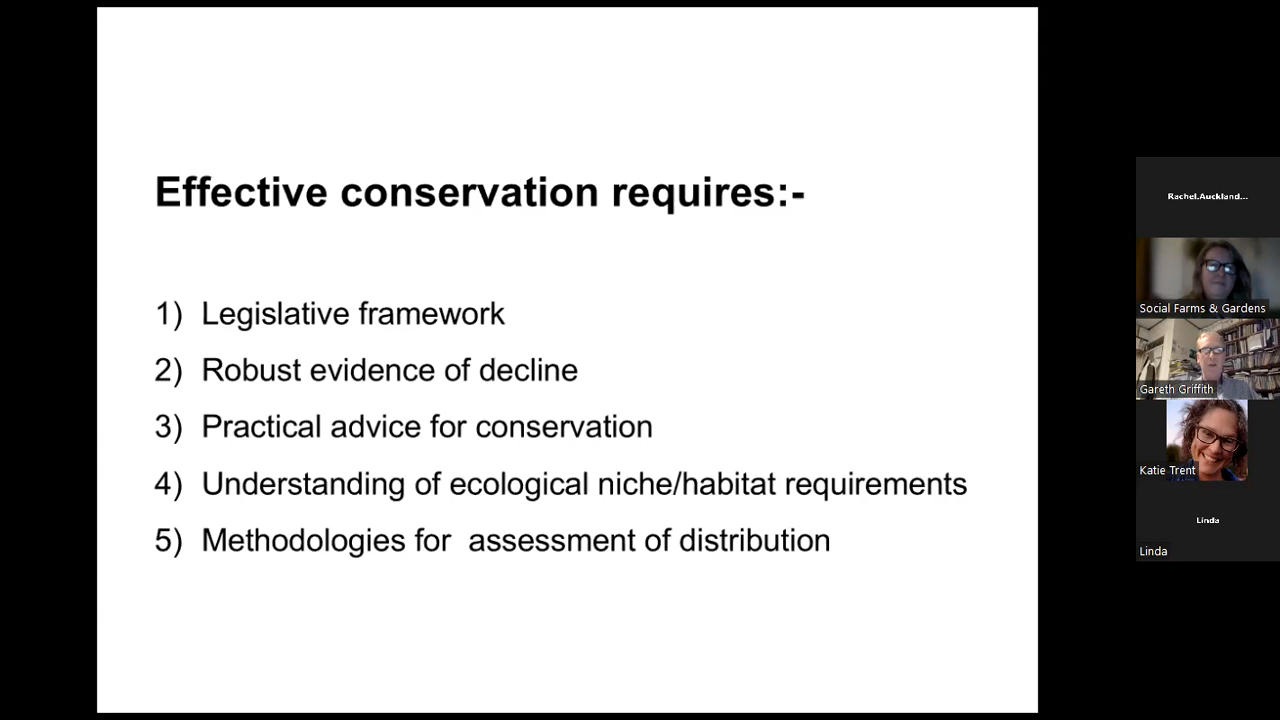 Effective conservation requires:-
1) Legislative framework
2) Robust evidence of decline
3) Practical advice for conservation
4) Understanding of ecological niche/habitat requirements
5) Methodologies for  assessment of distribution
Rachel.Auckland...
Social Farms & Gardens
Gareth Griffith
Katie Trent
Linda
Linda